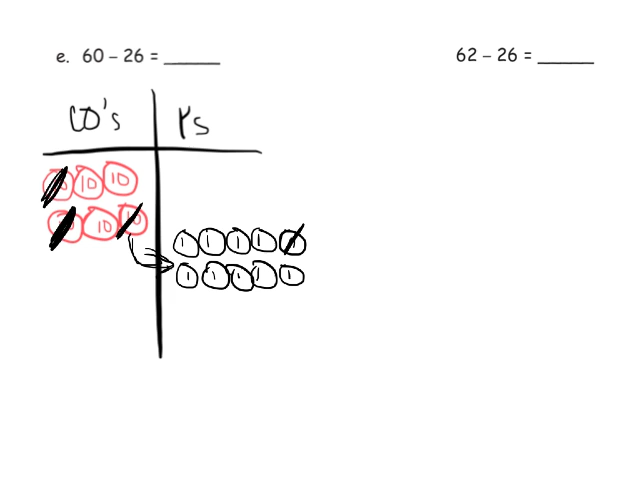 e. 60 – 26 = ______
62 – 26 = ______
10's
1's
10 10
10
1 1 1 1 1
1 1 1 1 1